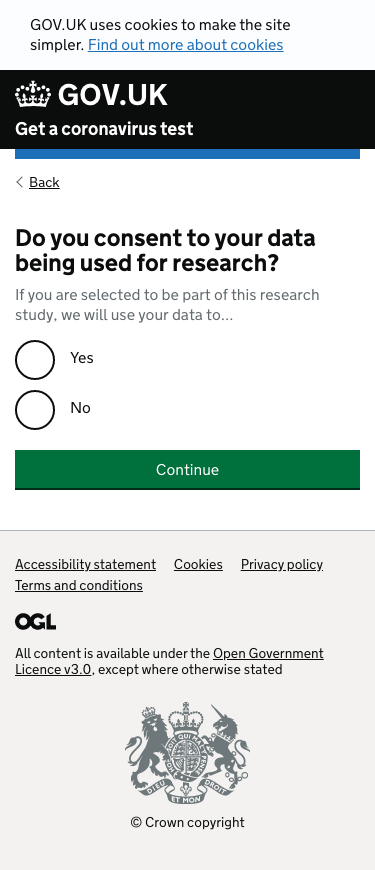 GOV.UK uses cookies to make the site
simpler. Find out more about cookies
GOV.UK
Get a coronavirus test
Back
Do you consent to your data
being used for research?
If you are selected to be part of this research
study, we will use your data to...
Yes
No
Continue
Accessibility statement Cookies Privacy policy
Terms and conditions
OGL
All content is available under the Open Government
Licence v3.0, except where otherwise stated
DIEU ET MON DROIT
© Crown copyright